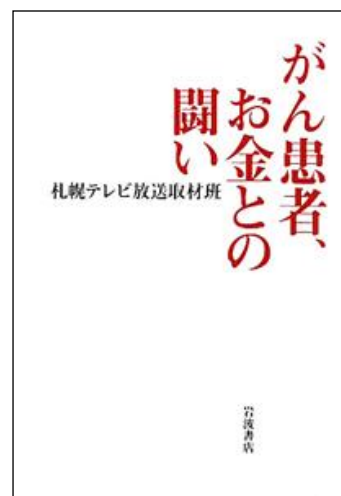 がん患者、
お金との
闘い
札幌テレビ放送取材班
岩波書店